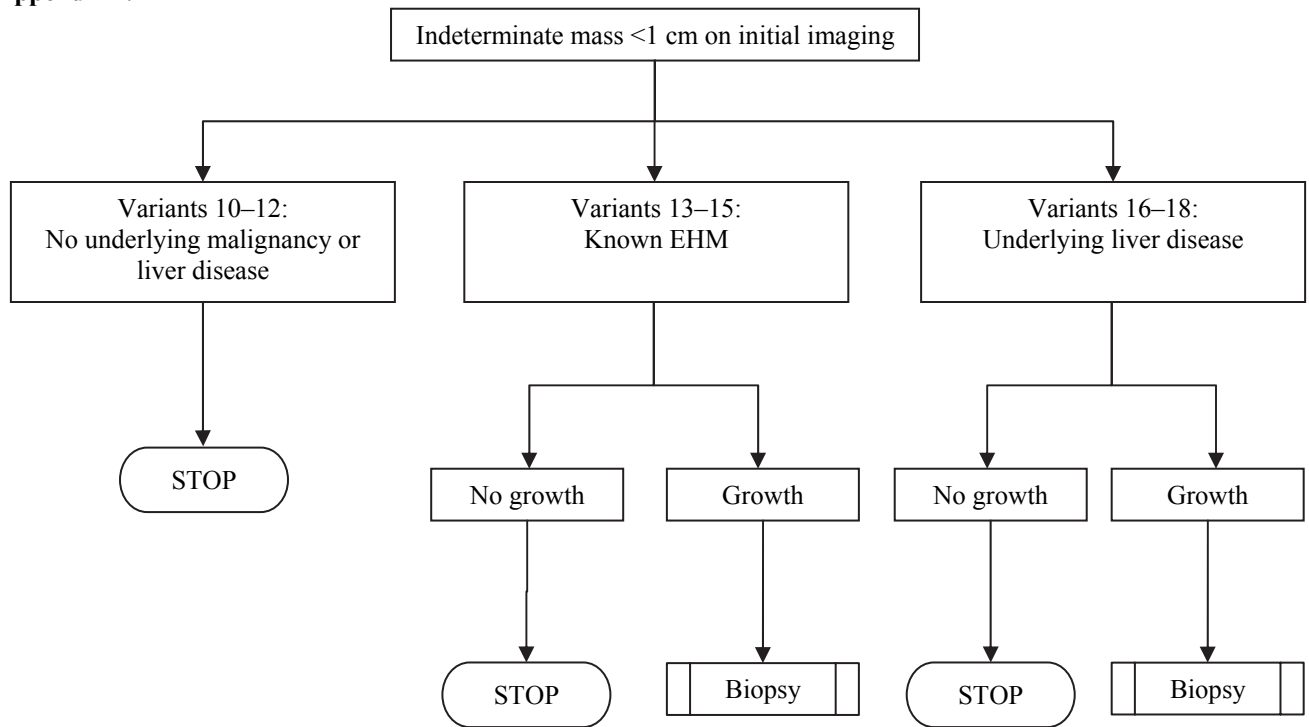 Indeterminate mass <1 cm on initial imaging
Variants 10–12:
No underlying malignancy or
liver disease
Variants 13–15:
Known EHM
Variants 16–18:
Underlying liver disease
STOP
No growth
Growth
No growth
Growth
STOP
Biopsy
STOP
Biopsy